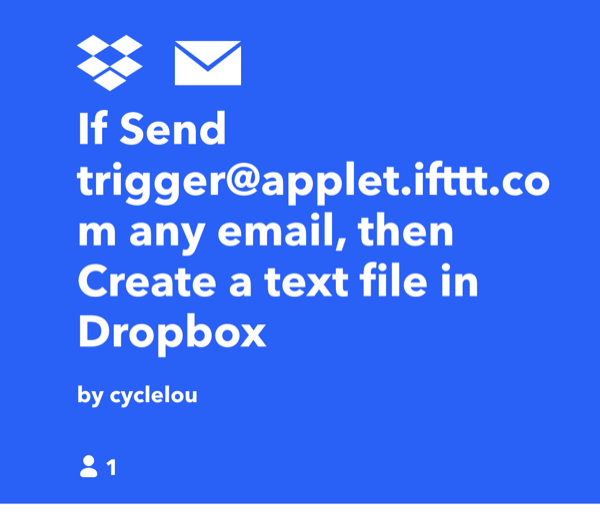 If Send
trigger@applet.ifttt.co
m any email, then
Create a text file in
Dropbox
by cyclelou
1